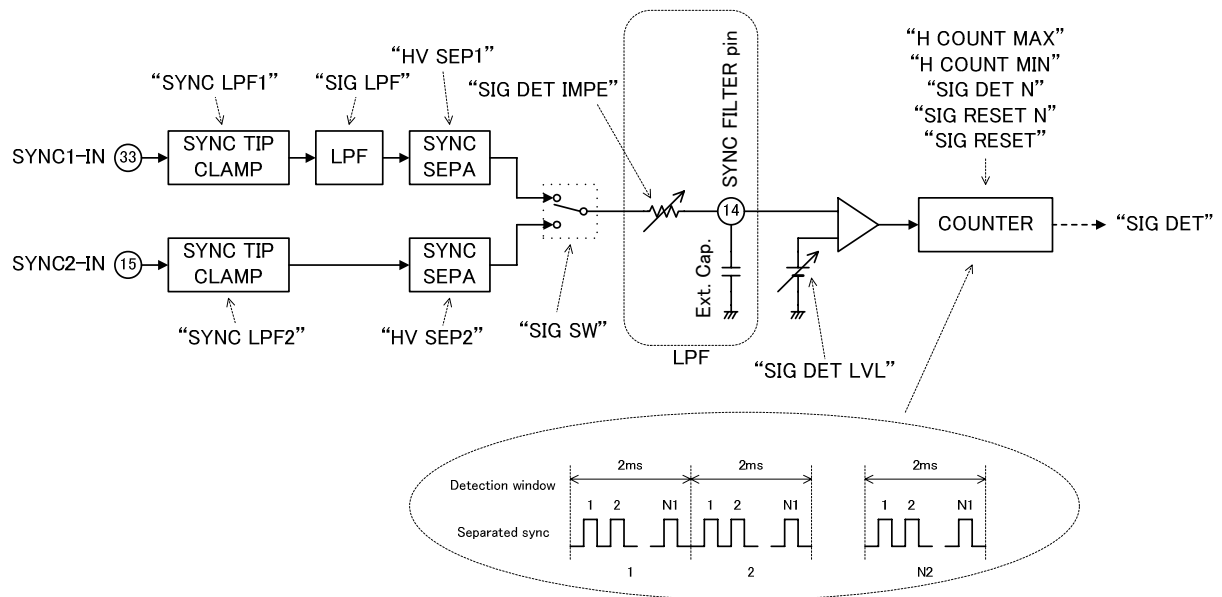 “H COUNT MAX”
“H COUNT MIN”
“SIG DET N”
“SIG RESET N”
“SIG RESET”
“HV SEP1”
“SYNC LPF1”
“SIG LPF”
“SIG DET IMPE”
SYNC FILTER pin
SYNC1-IN
33
SYNC TIP
CLAMP
LPF
SYNC
SEPA
14
COUNTER
“SIG DET”
SYNC2-IN
15
SYNC TIP
CLAMP
SYNC
SEPA
Ext. Cap.
“SYNC LPF2”
“HV SEP2”
“SIG SW”
LPF
“SIG DET LVL”
2ms
2ms
2ms
Detection window
1 2 N1 1 2 N1 1 2 N1
Separated sync
1 2 N2